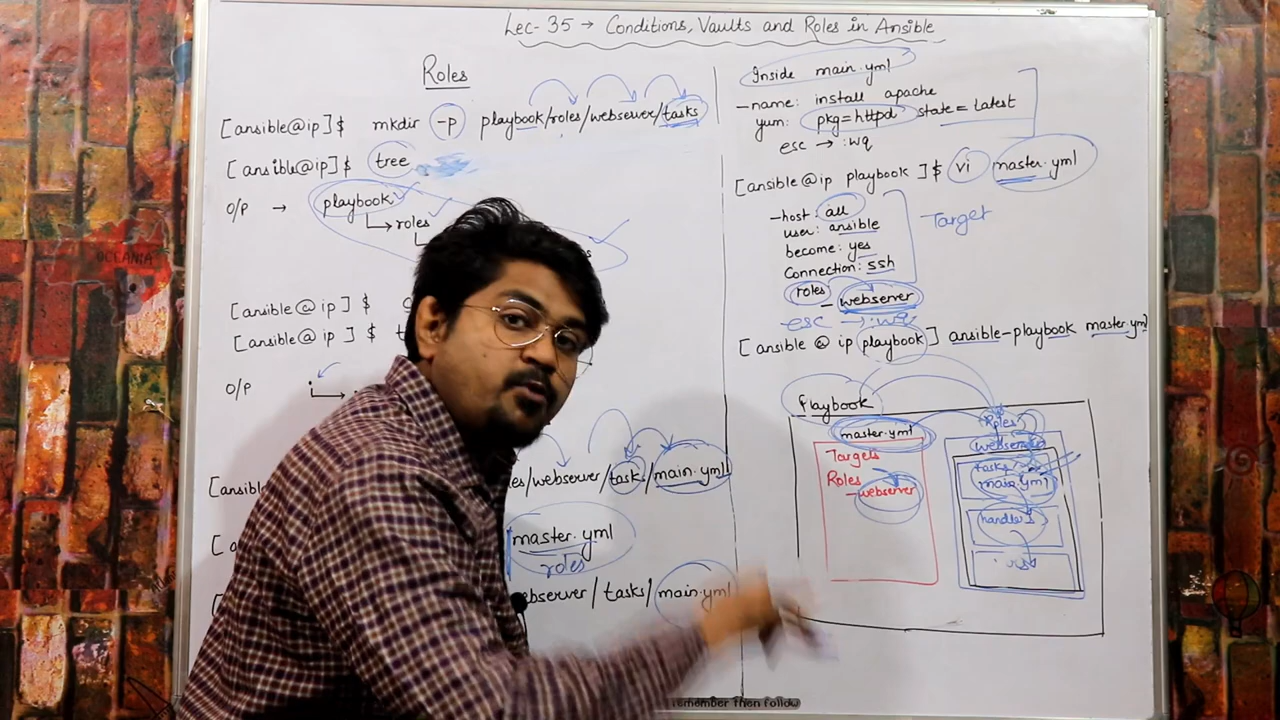 Lec-35 → Conditions, Vaults and Roles in Ansible
Roles
[ansible@ip]$ mkdir -p playbook/roles/webserver/tasks
[ansible@ip]$ tree
O/P → playbook
→ roles
[ansible@ip] $
[ansible@ip] $
O/P
/webserver/tasks/main.yml
master.yml
roles
/tasks/main.yml
Inside main.yml
-name: install apache
yum: pkg=httpd state=latest
esc → :wq
[ansible@ip playbook]$ vi master.yml
-host: all
user: ansible
become: yes
Connection: ssh
roles
- webserver
esc → :wq
Target
[ansible@ip playbook] ansible-playbook master.yml
Playbook
master.yml
Targets
Roles
-webserver
Roles
webserver
tasks
main.yml
handlers
remember then follow
OCEANIA